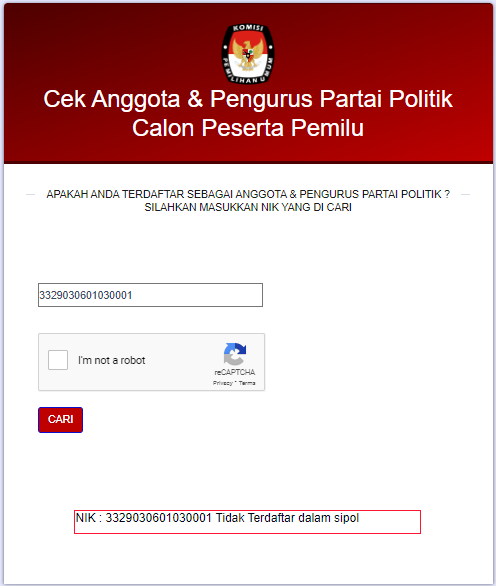 KOMISI
PEMILIHAN UMUM
Cek Anggota & Pengurus Partai Politik
Calon Peserta Pemilu
APAKAH ANDA TERDAFTAR SEBAGAI ANGGOTA & PENGURUS PARTAI POLITIK ?
SILAHKAN MASUKKAN NIK YANG DI CARI
3329030601030001
I'm not a robot
reCAPTCHA
Privacy - Terms
CARI
NIK : 3329030601030001 Tidak Terdaftar dalam sipol